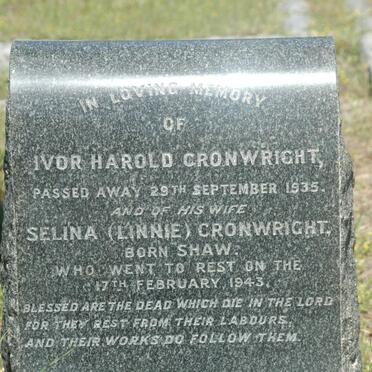 IN LOVING MEMORY
OF
IVOR HAROLD CRONWRIGHT,
PASSED AWAY 29TH SEPTEMBER 1935.
AND OF HIS WIFE
SELINA (LINNIE) CRONWRIGHT,
BORN SHAW.
WHO WENT TO REST ON THE
17TH FEBRUARY 1943.
BLESSED ARE THE DEAD WHICH DIE IN THE LORD
FOR THEY REST FROM THEIR LABOURS,
AND THEIR WORKS DO FOLLOW THEM.